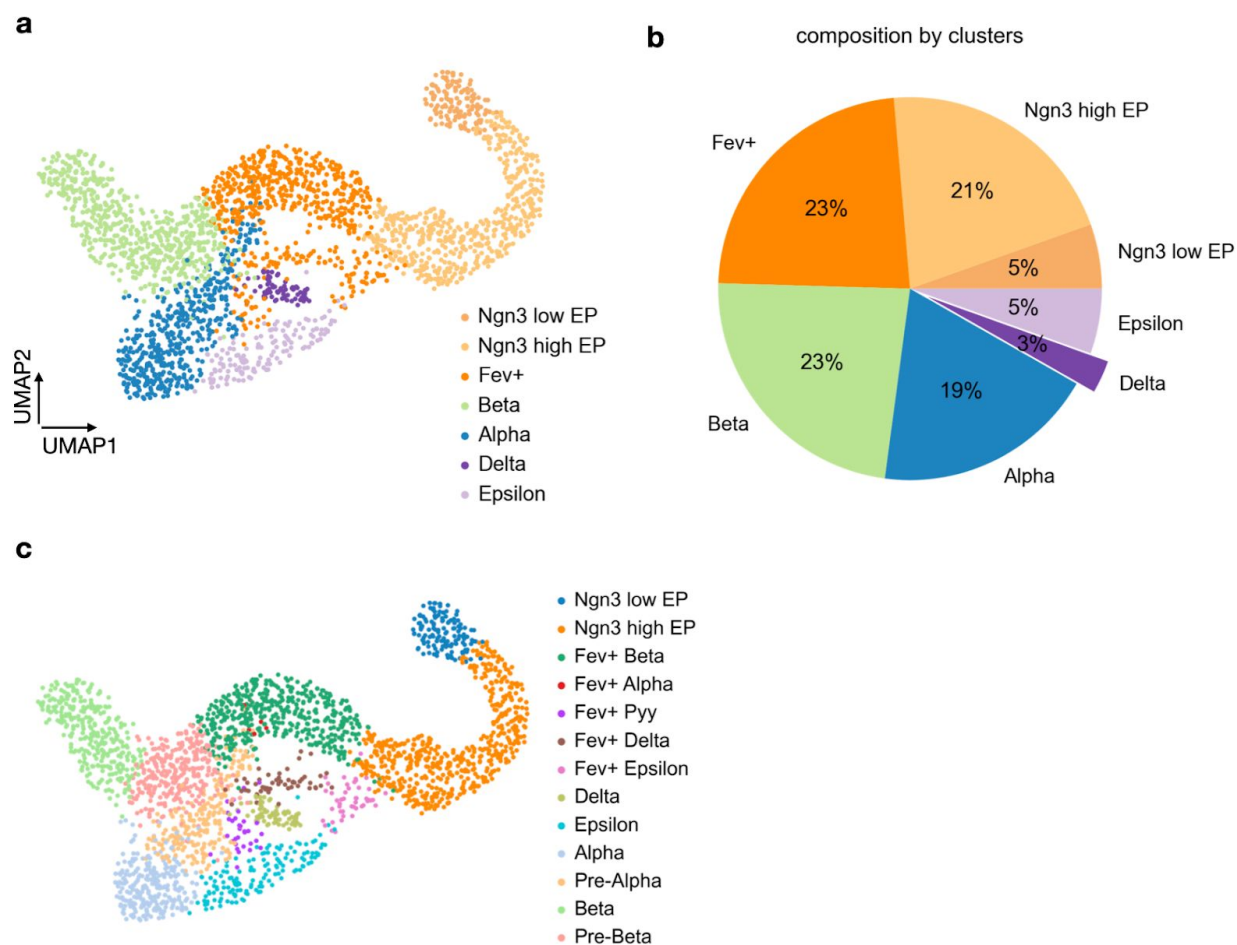 a
Ngn3 low EP
Ngn3 high EP
Fev+
Beta
Alpha
Delta
Epsilon
UMAP2
UMAP1
b
composition by clusters
Ngn3 high EP
Fev+
21%
23%
Ngn3 low EP
5%
5%
Epsilon
3%
23%
Delta
19%
Beta
Alpha
c
Ngn3 low EP
Ngn3 high EP
Fev+ Beta
Fev+ Alpha
Fev+ Pyy
Fev+ Delta
Fev+ Epsilon
Delta
Epsilon
Alpha
Pre-Alpha
Beta
Pre-Beta